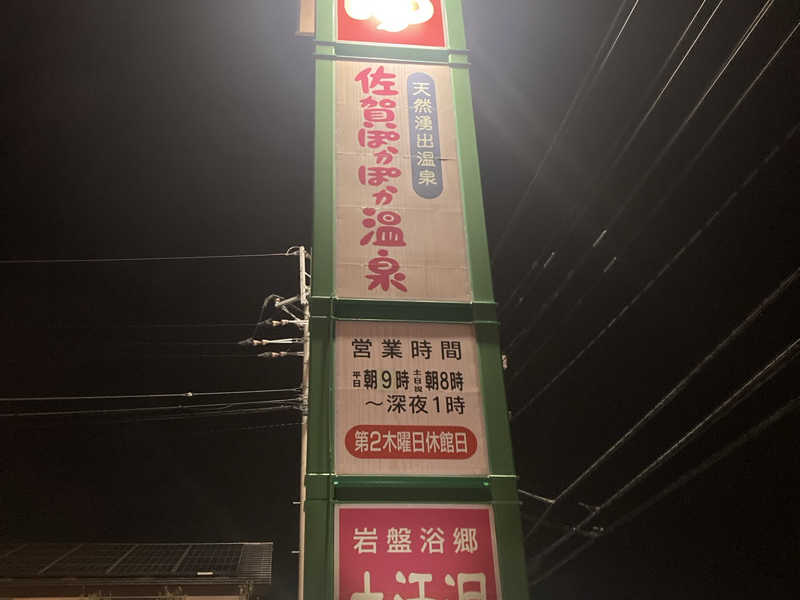 天然湧出温泉
佐賀ぽかぽか温泉
営業時間
平日 朝9時 土日祝 朝8時
～深夜1時
第2木曜日休館日
岩盤浴郷